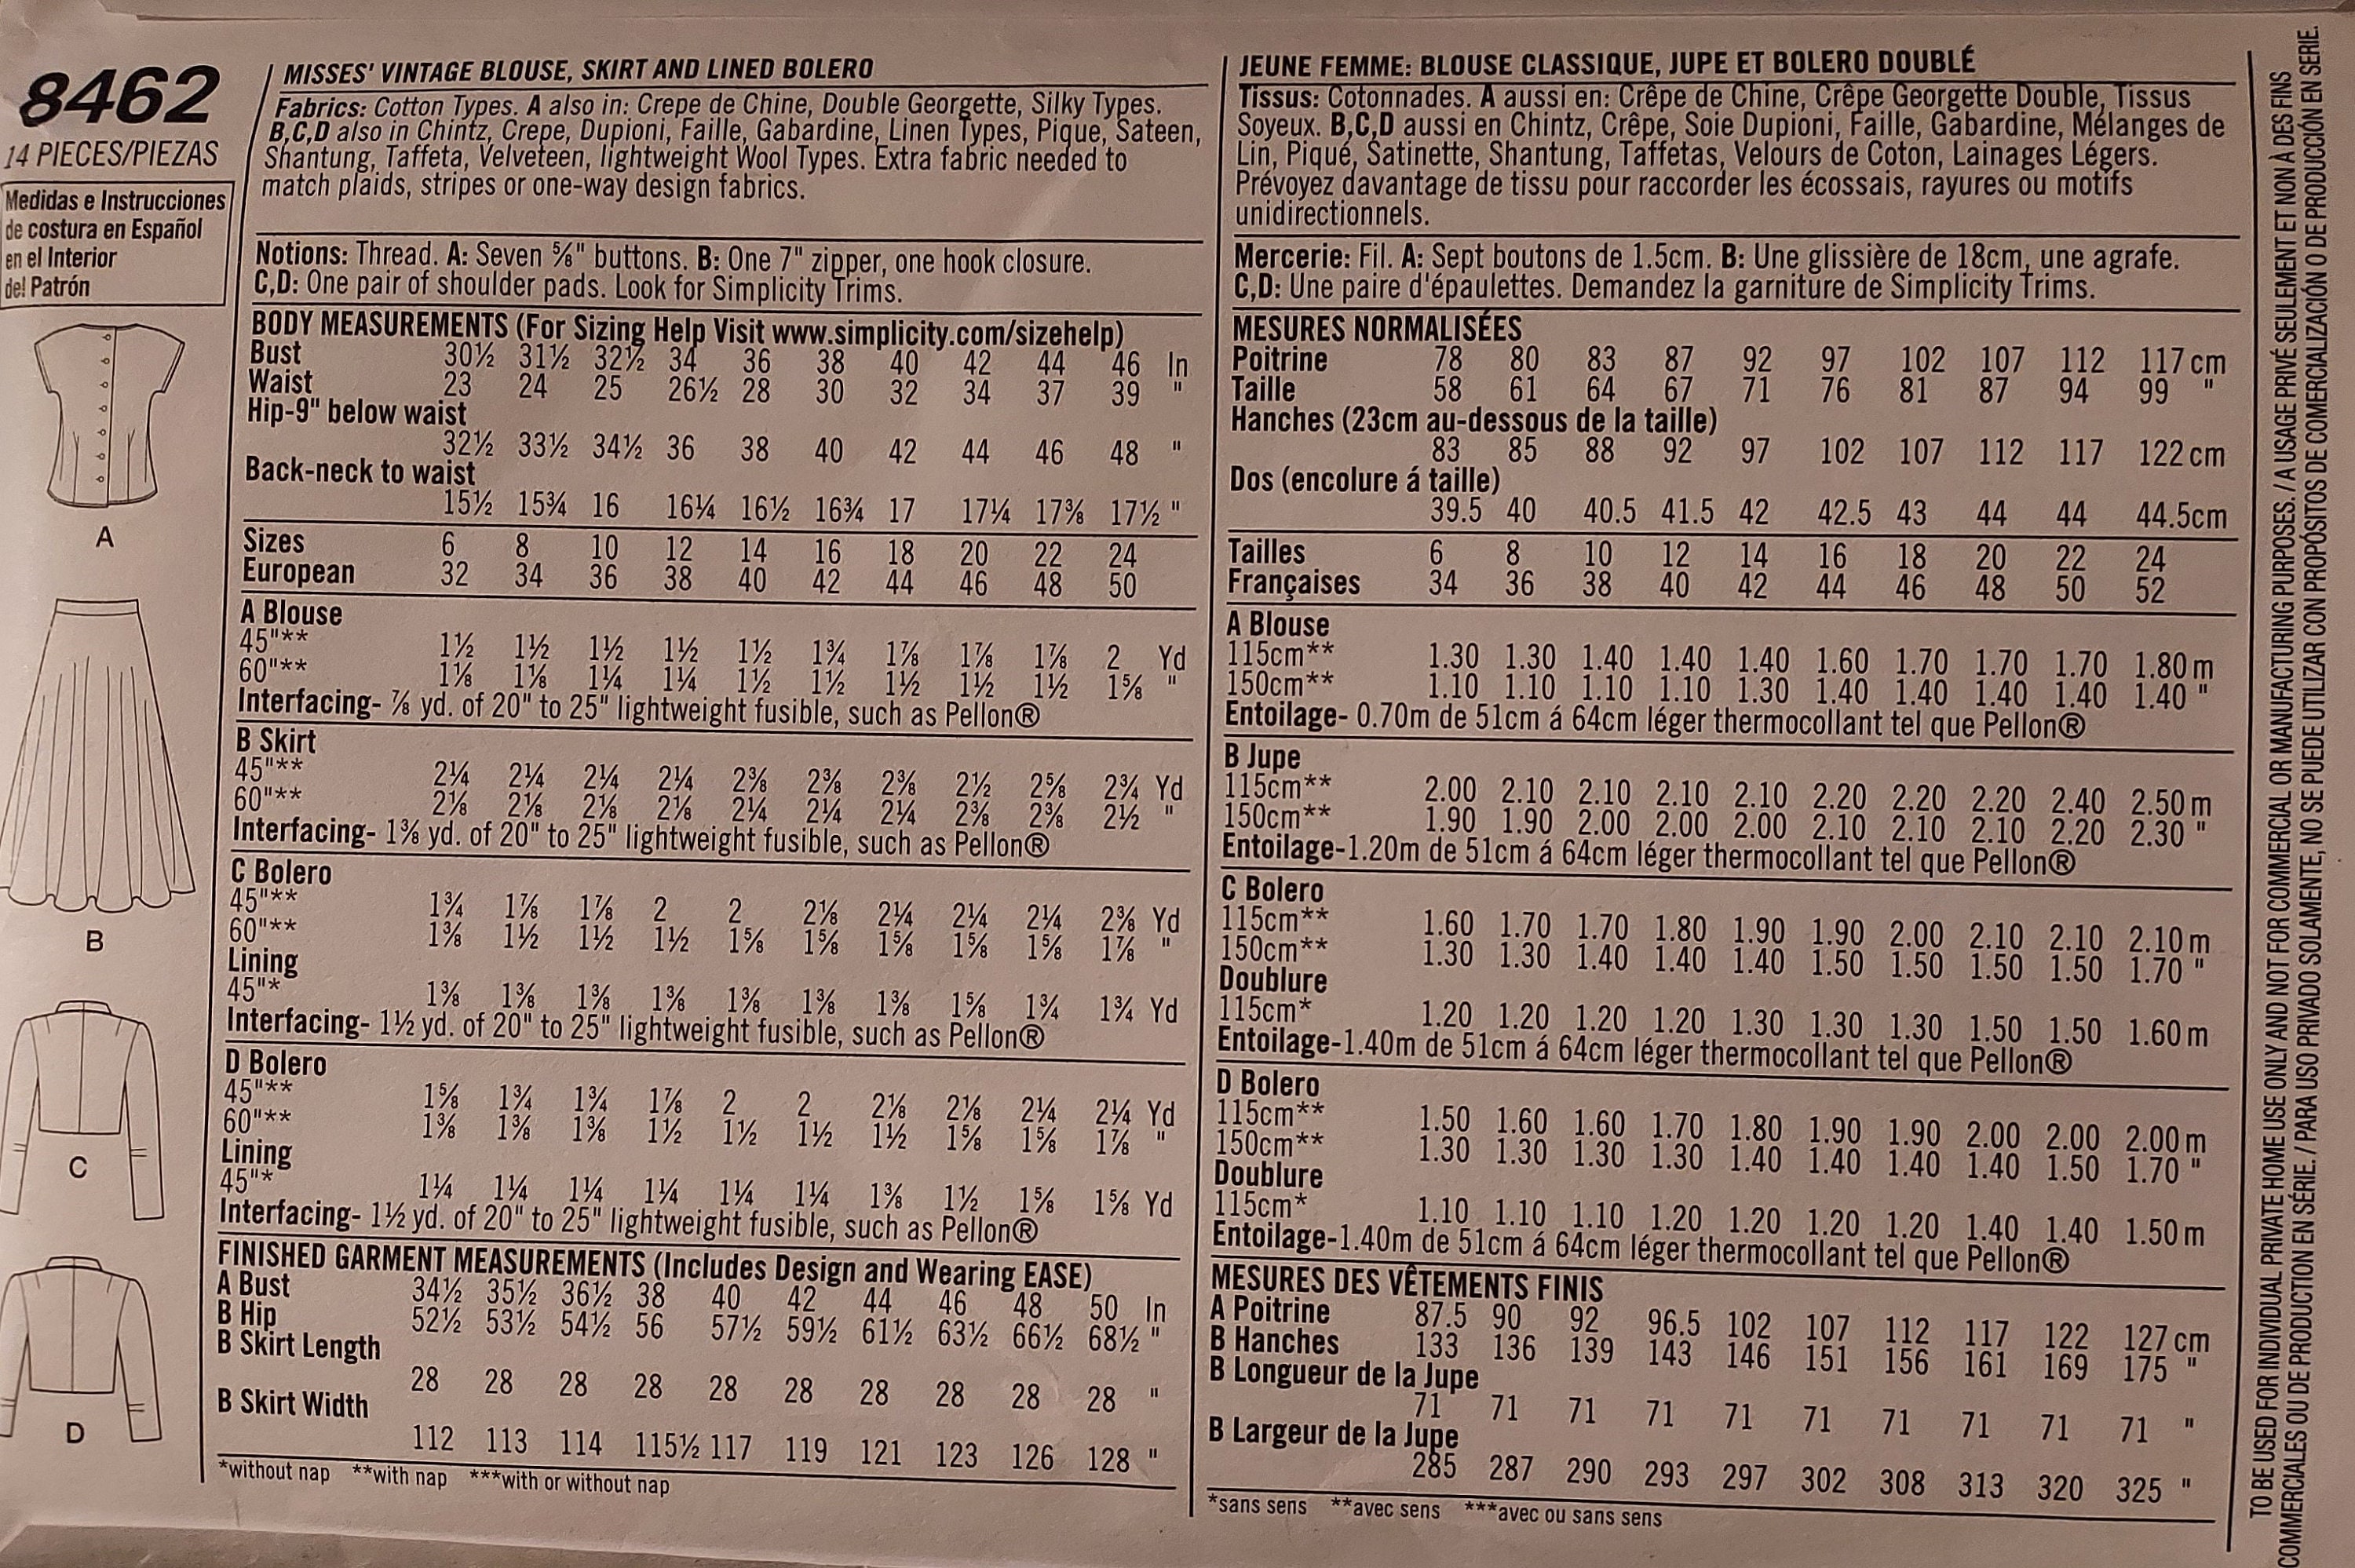 8462
14 PIECES/PIEZAS
Medidas e Instrucciones
de costura en Español
en el Interior
del Patrón
A
B
C
D
MISSES' VINTAGE BLOUSE, SKIRT AND LINED BOLERO
Fabrics: Cotton Types. A also in: Crepe de Chine, Double Georgette, Silky Types.
B,C,D also in Chintz, Crepe, Dupioni, Faille, Gabardine, Linen Types, Pique, Sateen,
Shantung, Taffeta, Velveteen, lightweight Wool Types. Extra fabric needed to
match plaids, stripes or one-way design fabrics.
Notions: Thread. A: Seven ⅝" buttons. B: One 7" zipper, one hook closure.
C,D: One pair of shoulder pads. Look for Simplicity Trims.
BODY MEASUREMENTS (For Sizing Help Visit www.simplicity.com/sizehelp)
Bust 30½ 31½ 32½ 34 36 38 40 42 44 46 In
Waist 23 24 25 26½ 28 30 32 34 37 39 "
Hip-9" below waist
32½ 33½ 34½ 36 38 40 42 44 46 48 "
Back-neck to waist
15½ 15¾ 16 16¼ 16½ 16¾ 17 17¼ 17⅜ 17½ "
Sizes 6 8 10 12 14 16 18 20 22 24
European 32 34 36 38 40 42 44 46 48 50
A Blouse
45"** 1½ 1½ 1½ 1½ 1½ 1¾ 1⅞ 1⅞ 1⅞ 2 Yd
60"** 1⅛ 1⅛ 1¼ 1¼ 1½ 1½ 1½ 1½ 1½ 1⅝ "
Interfacing- ⅞ yd. of 20" to 25" lightweight fusible, such as Pellon®
B Skirt
45"** 2¼ 2¼ 2¼ 2¼ 2⅜ 2⅜ 2⅜ 2½ 2⅝ 2¾ Yd
60"** 2⅛ 2⅛ 2⅛ 2⅛ 2¼ 2¼ 2¼ 2⅜ 2⅜ 2½ "
Interfacing- 1⅜ yd. of 20" to 25" lightweight fusible, such as Pellon®
C Bolero
45"** 1¾ 1⅞ 1⅞ 2 2 2⅛ 2¼ 2¼ 2¼ 2⅜ Yd
60"** 1⅜ 1½ 1½ 1½ 1⅝ 1⅝ 1⅝ 1⅝ 1⅝ 1⅞ "
Lining
45"* 1⅜ 1⅜ 1⅜ 1⅜ 1⅜ 1⅜ 1⅜ 1⅝ 1¾ 1¾ Yd
Interfacing- 1½ yd. of 20" to 25" lightweight fusible, such as Pellon®
D Bolero
45"** 1⅝ 1¾ 1¾ 1⅞ 2 2 2⅛ 2⅛ 2¼ 2¼ Yd
60"** 1⅜ 1⅜ 1⅜ 1½ 1½ 1½ 1½ 1⅝ 1⅝ 1⅞ "
Lining
45"* 1¼ 1¼ 1¼ 1¼ 1¼ 1¼ 1⅜ 1½ 1⅝ 1⅝ Yd
Interfacing- 1½ yd. of 20" to 25" lightweight fusible, such as Pellon®
FINISHED GARMENT MEASUREMENTS (Includes Design and Wearing EASE)
A Bust 34½ 35½ 36½ 38 40 42 44 46 48 50 In
B Hip 52½ 53½ 54½ 56 57½ 59½ 61½ 63½ 66½ 68½ "
B Skirt Length
28 28 28 28 28 28 28 28 28 28 "
B Skirt Width
112 113 114 115½ 117 119 121 123 126 128 "
*without nap **with nap ***with or without nap
JEUNE FEMME: BLOUSE CLASSIQUE, JUPE ET BOLERO DOUBLÉ
Tissus: Cotonnades. A aussi en: Crêpe de Chine, Crêpe Georgette Double, Tissus
Soyeux. B,C,D aussi en Chintz, Crêpe, Soie Dupioni, Faille, Gabardine, Mélanges de
Lin, Piqué, Satinette, Shantung, Taffetas, Velours de Coton, Lainages Légers.
Prévoyez davantage de tissu pour raccorder les écossais, rayures ou motifs
unidirectionnels.
Mercerie: Fil. A: Sept boutons de 1.5cm. B: Une glissière de 18cm, une agrafe.
C,D: Une paire d'épaulettes. Demandez la garniture de Simplicity Trims.
MESURES NORMALISÉES
Poitrine 78 80 83 87 92 97 102 107 112 117 cm
Taille 58 61 64 67 71 76 81 87 94 99 "
Hanches (23cm au-dessous de la taille)
83 85 88 92 97 102 107 112 117 122 cm
Dos (encolure á taille)
39.5 40 40.5 41.5 42 42.5 43 44 44 44.5cm
Tailles 6 8 10 12 14 16 18 20 22 24
Françaises 34 36 38 40 42 44 46 48 50 52
A Blouse
115cm** 1.30 1.30 1.40 1.40 1.40 1.60 1.70 1.70 1.70 1.80 m
150cm** 1.10 1.10 1.10 1.10 1.30 1.40 1.40 1.40 1.40 1.40 "
Entoilage- 0.70m de 51cm á 64cm léger thermocollant tel que Pellon®
B Jupe
115cm** 2.00 2.10 2.10 2.10 2.10 2.20 2.20 2.20 2.40 2.50 m
150cm** 1.90 1.90 2.00 2.00 2.00 2.10 2.10 2.10 2.20 2.30 "
Entoilage-1.20m de 51cm á 64cm léger thermocollant tel que Pellon®
C Bolero
115cm** 1.60 1.70 1.70 1.80 1.90 1.90 2.00 2.10 2.10 2.10 m
150cm** 1.30 1.30 1.40 1.40 1.40 1.50 1.50 1.50 1.50 1.70 "
Doublure
115cm* 1.20 1.20 1.20 1.20 1.30 1.30 1.30 1.50 1.50 1.60 m
Entoilage-1.40m de 51cm á 64cm léger thermocollant tel que Pellon®
D Bolero
115cm** 1.50 1.60 1.60 1.70 1.80 1.90 1.90 2.00 2.00 2.00 m
150cm** 1.30 1.30 1.30 1.30 1.40 1.40 1.40 1.40 1.50 1.70 "
Doublure
115cm* 1.10 1.10 1.10 1.20 1.20 1.20 1.20 1.40 1.40 1.50 m
Entoilage-1.40m de 51cm á 64cm léger thermocollant tel que Pellon®
MESURES DES VÊTEMENTS FINIS
A Poitrine 87.5 90 92 96.5 102 107 112 117 122 127 cm
B Hanches 133 136 139 143 146 151 156 161 169 175 "
B Longueur de la Jupe
71 71 71 71 71 71 71 71 71 71 "
B Largeur de la Jupe
285 287 290 293 297 302 308 313 320 325 "
*sans sens **avec sens ***avec ou sans sens
TO BE USED FOR INDIVIDUAL PRIVATE HOME USE ONLY AND NOT FOR COMMERCIAL OR MANUFACTURING PURPOSES. / A USAGE PRIVÉ SEULEMENT ET NON À DES FINS
COMMERCIALES OU DE PRODUCTION EN SÉRIE. / PARA USO PRIVADO SOLAMENTE, NO SE PUEDE UTILIZAR CON PROPÓSITOS DE COMERCIALIZACIÓN O DE PRODUCCIÓN EN SERIE.